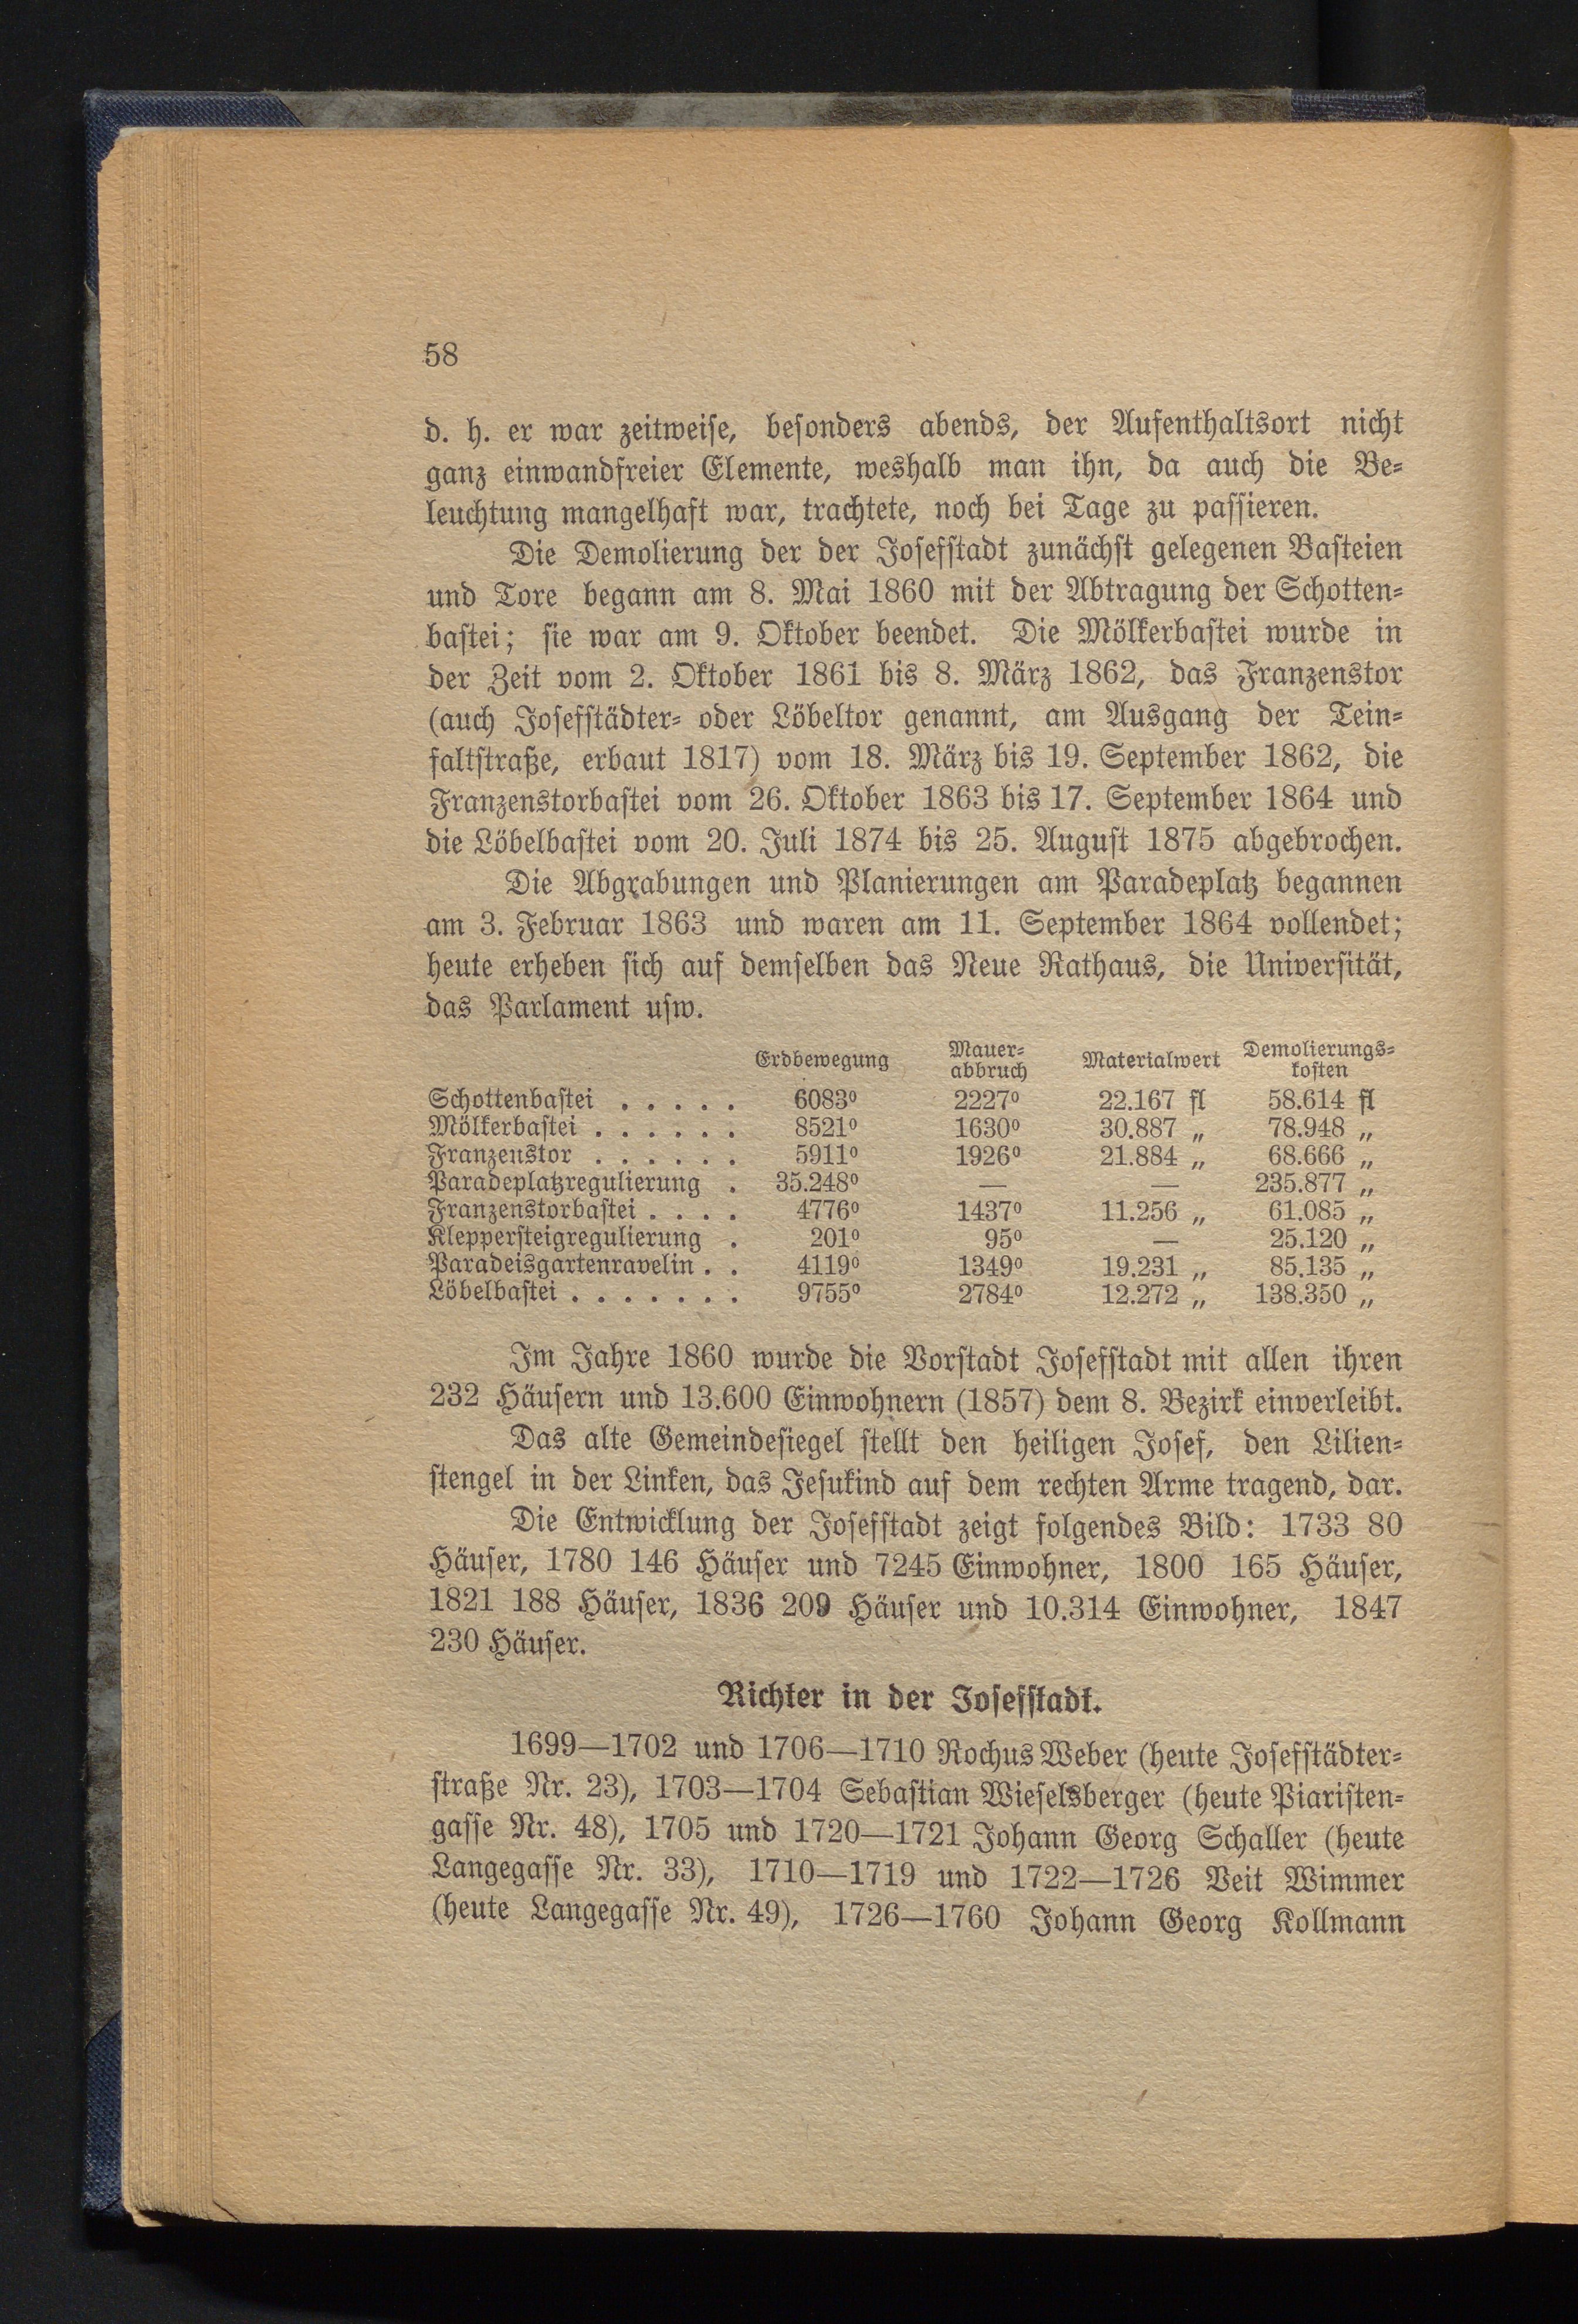 58
d. h. er war zeitweise, besonders abends, der Aufenthaltsort nicht
ganz einwandfreier Elemente, weshalb man ihn, da auch die Be-
leuchtung mangelhaft war, trachtete, noch bei Tage zu passieren.
Die Demolierung der der Josefstadt zunächst gelegenen Basteien
und Tore begann am 8. Mai 1860 mit der Abtragung der Schotten-
bastei; sie war am 9. Oktober beendet. Die Mölkerbastei wurde in
der Zeit vom 2. Oktober 1861 bis 8. März 1862, das Franzenstor
(auch Josefstädter- oder Löbeltor genannt, am Ausgang der Tein-
faltstraße, erbaut 1817) vom 18. März bis 19. September 1862, die
Franzenstorbastei vom 26. Oktober 1863 bis 17. September 1864 und
die Löbelbastei vom 20. Juli 1874 bis 25. August 1875 abgebrochen.
Die Abgrabungen und Planierungen am Paradeplatz begannen
am 3. Februar 1863 und waren am 11. September 1864 vollendet;
heute erheben sich auf demselben das Neue Rathaus, die Universität,
das Parlament usw.
Erdbewegung Mauer-abbruch Materialwert Demolierungs-kosten
Schottenbastei . . . . . 6083⁰ 2227⁰ 22.167 fl 58.614 fl
Mölkerbastei . . . . . . 8521⁰ 1630⁰ 30.887 „ 78.948 „
Franzenstor . . . . . . 5911⁰ 1926⁰ 21.884 „ 68.666 „
Paradeplatzregulierung . 35.248⁰ — — 235.877 „
Franzenstorbastei . . . . 4776⁰ 1437⁰ 11.256 „ 61.085 „
Kleppersteigregulierung . 201⁰ 95⁰ — 25.120 „
Paradeisgartenravelin . . 4119⁰ 1349⁰ 19.231 „ 85.135 „
Löbelbastei . . . . . . . 9755⁰ 2784⁰ 12.272 „ 138.350 „
Im Jahre 1860 wurde die Vorstadt Josefstadt mit allen ihren
232 Häusern und 13.600 Einwohnern (1857) dem 8. Bezirk einverleibt.
Das alte Gemeindesiegel stellt den heiligen Josef, den Lilien-
stengel in der Linken, das Jesukind auf dem rechten Arme tragend, dar.
Die Entwicklung der Josefstadt zeigt folgendes Bild: 1733 80
Häuser, 1780 146 Häuser und 7245 Einwohner, 1800 165 Häuser,
1821 188 Häuser, 1836 209 Häuser und 10.314 Einwohner, 1847
230 Häuser.
Richter in der Josefstadt.
1699—1702 und 1706—1710 Rochus Weber (heute Josefstädter-
straße Nr. 23), 1703—1704 Sebastian Wieselsberger (heute Piaristen-
gasse Nr. 48), 1705 und 1720—1721 Johann Georg Schaller (heute
Langegasse Nr. 33), 1710—1719 und 1722—1726 Veit Wimmer
(heute Langegasse Nr. 49), 1726—1760 Johann Georg Kollmann